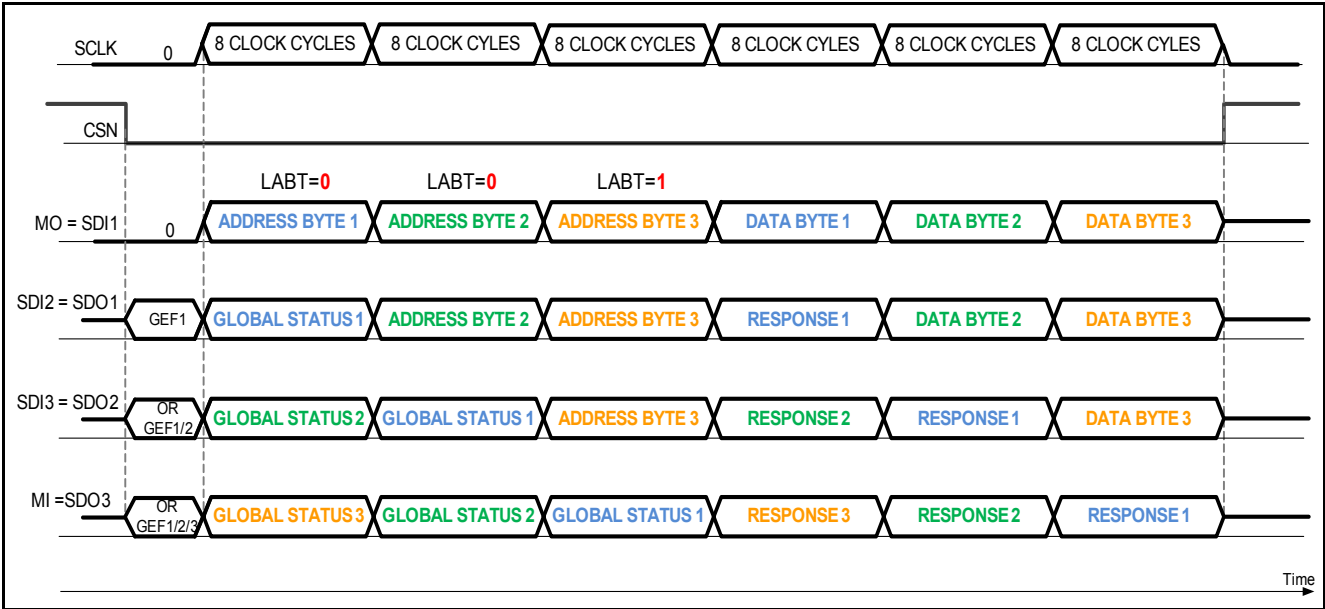 SCLK 0 8 CLOCK CYCLES 8 CLOCK CYLES 8 CLOCK CYCLES 8 CLOCK CYLES 8 CLOCK CYCLES 8 CLOCK CYLES
CSN
LABT=0 LABT=0 LABT=1
MO = SDI1 0 ADDRESS BYTE 1 ADDRESS BYTE 2 ADDRESS BYTE 3 DATA BYTE 1 DATA BYTE 2 DATA BYTE 3
SDI2 = SDO1 GEF1 GLOBAL STATUS 1 ADDRESS BYTE 2 ADDRESS BYTE 3 RESPONSE 1 DATA BYTE 2 DATA BYTE 3
SDI3 = SDO2 OR GEF1/2 GLOBAL STATUS 2 GLOBAL STATUS 1 ADDRESS BYTE 3 RESPONSE 2 RESPONSE 1 DATA BYTE 3
MI =SDO3 OR GEF1/2/3 GLOBAL STATUS 3 GLOBAL STATUS 2 GLOBAL STATUS 1 RESPONSE 3 RESPONSE 2 RESPONSE 1
Time